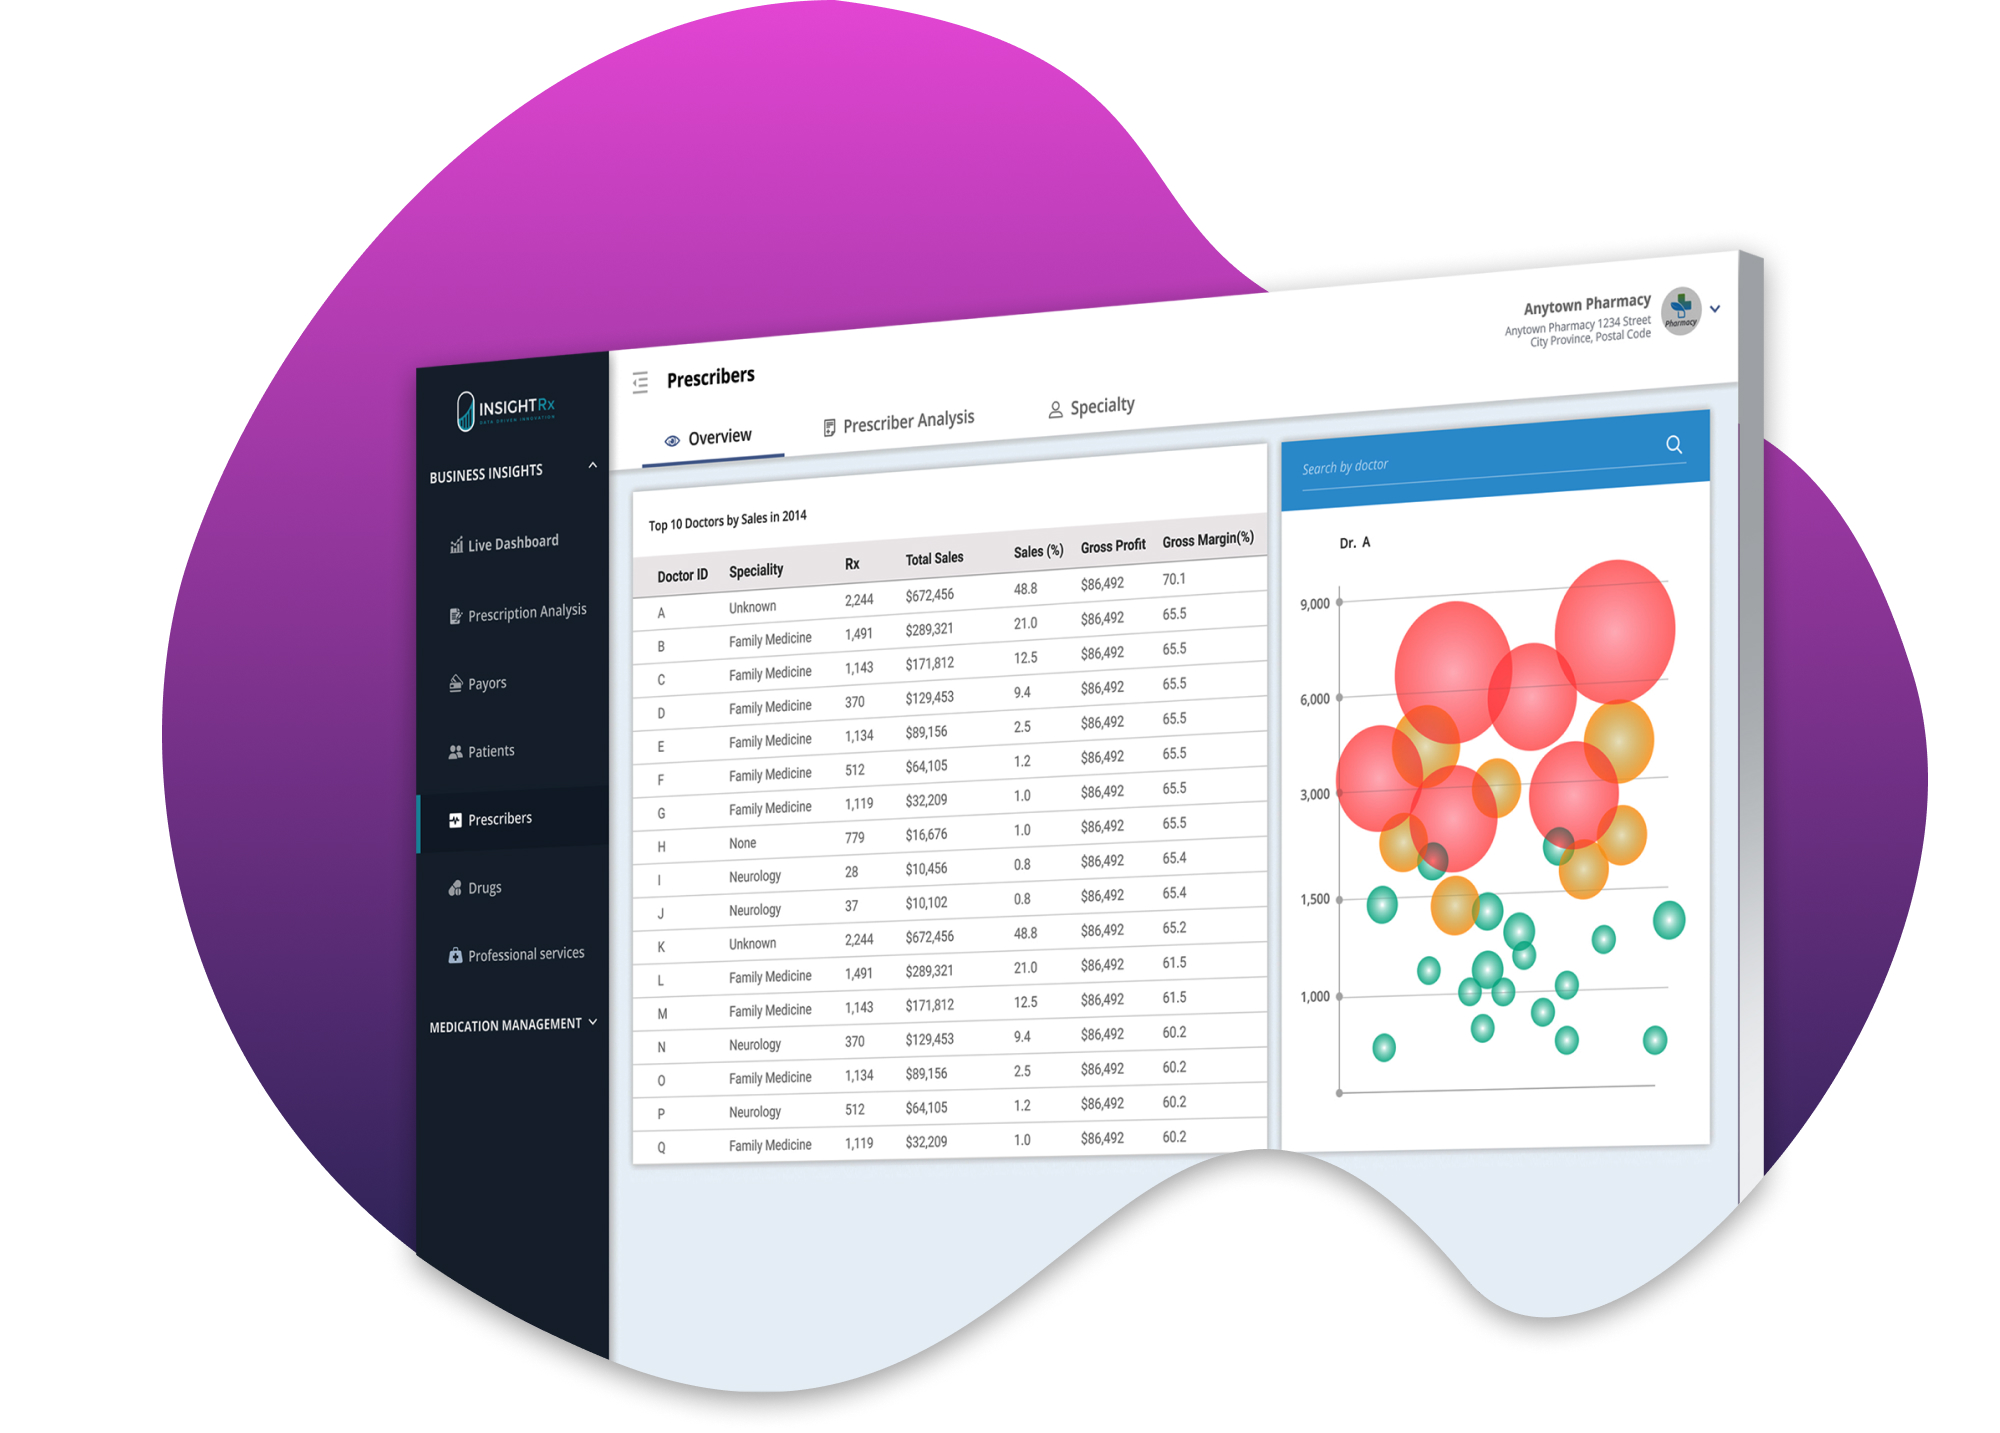 INSIGHTRx
DATA DRIVEN INNOVATION
BUSINESS INSIGHTS
Live Dashboard
Prescription Analysis
Payors
Patients
Prescribers
Drugs
Professional services
MEDICATION MANAGEMENT
Prescribers
Anytown Pharmacy
Anytown Pharmacy 1234 Street
City Province, Postal Code
Pharmacy
Overview
Prescriber Analysis
Specialty
Top 10 Doctors by Sales in 2014
Doctor ID Speciality Rx Total Sales Sales (%) Gross Profit Gross Margin(%)
A Unknown 2,244 $672,456 48.8 $86,492 70.1
B Family Medicine 1,491 $289,321 21.0 $86,492 65.5
C Family Medicine 1,143 $171,812 12.5 $86,492 65.5
D Family Medicine 370 $129,453 9.4 $86,492 65.5
E Family Medicine 1,134 $89,156 2.5 $86,492 65.5
F Family Medicine 512 $64,105 1.2 $86,492 65.5
G Family Medicine 1,119 $32,209 1.0 $86,492 65.5
H None 779 $16,676 1.0 $86,492 65.5
I Neurology 28 $10,456 0.8 $86,492 65.4
J Neurology 37 $10,102 0.8 $86,492 65.4
K Unknown 2,244 $672,456 48.8 $86,492 65.2
L Family Medicine 1,491 $289,321 21.0 $86,492 61.5
M Family Medicine 1,143 $171,812 12.5 $86,492 61.5
N Neurology 370 $129,453 9.4 $86,492 60.2
O Family Medicine 1,134 $89,156 2.5 $86,492 60.2
P Neurology 512 $64,105 1.2 $86,492 60.2
Q Family Medicine 1,119 $32,209 1.0 $86,492 60.2
Search by doctor
Dr. A
9,000
6,000
3,000
1,500
1,000